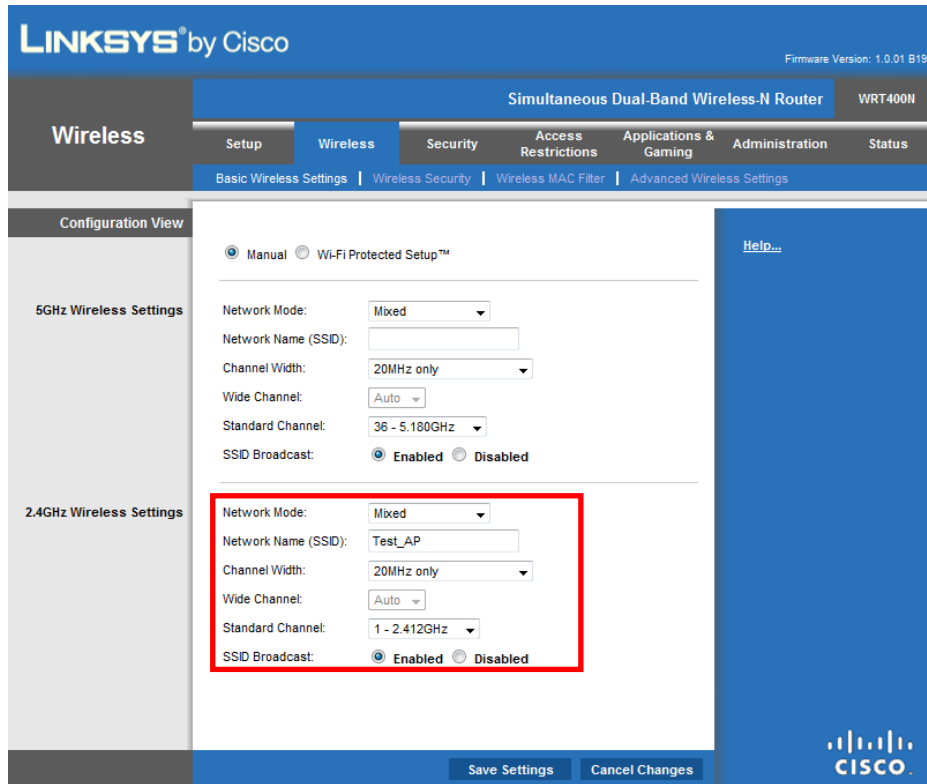 LINKSYS® by Cisco
Firmware Version: 1.0.01 B19
Simultaneous Dual-Band Wireless-N Router WRT400N
Wireless
Setup Wireless Security Access Restrictions Applications & Gaming Administration Status
Basic Wireless Settings | Wireless Security | Wireless MAC Filter | Advanced Wireless Settings
Configuration View
Manual Wi-Fi Protected Setup™
Help...
5GHz Wireless Settings
Network Mode: Mixed
Network Name (SSID):
Channel Width: 20MHz only
Wide Channel: Auto
Standard Channel: 36 - 5.180GHz
SSID Broadcast: Enabled Disabled
2.4GHz Wireless Settings
Network Mode: Mixed
Network Name (SSID): Test_AP
Channel Width: 20MHz only
Wide Channel: Auto
Standard Channel: 1 - 2.412GHz
SSID Broadcast: Enabled Disabled
Save Settings Cancel Changes
CISCO.